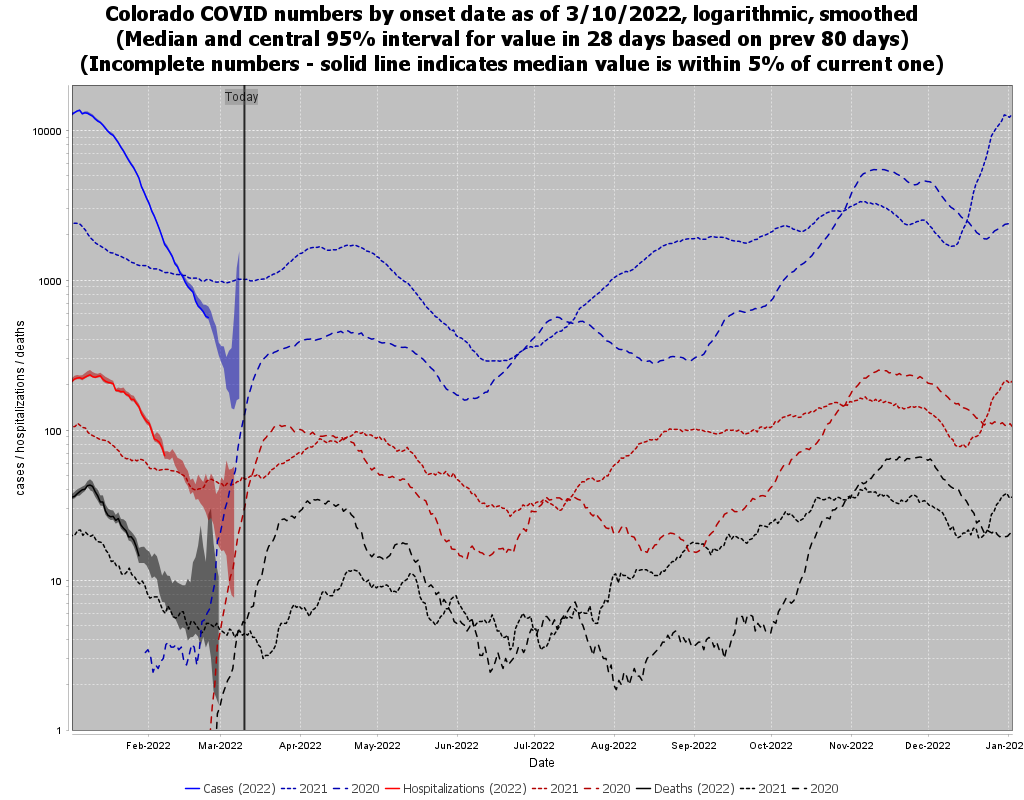 Colorado COVID numbers by onset date as of 3/10/2022, logarithmic, smoothed
(Median and central 95% interval for value in 28 days based on prev 80 days)
(Incomplete numbers - solid line indicates median value is within 5% of current one)
Today
10000
1000
100
10
1
cases / hospitalizations / deaths
Feb-2022 Mar-2022 Apr-2022 May-2022 Jun-2022 Jul-2022 Aug-2022 Sep-2022 Oct-2022 Nov-2022 Dec-2022 Jan-202
Date
Cases (2022) 2021 2020 Hospitalizations (2022) 2021 2020 Deaths (2022) 2021 2020